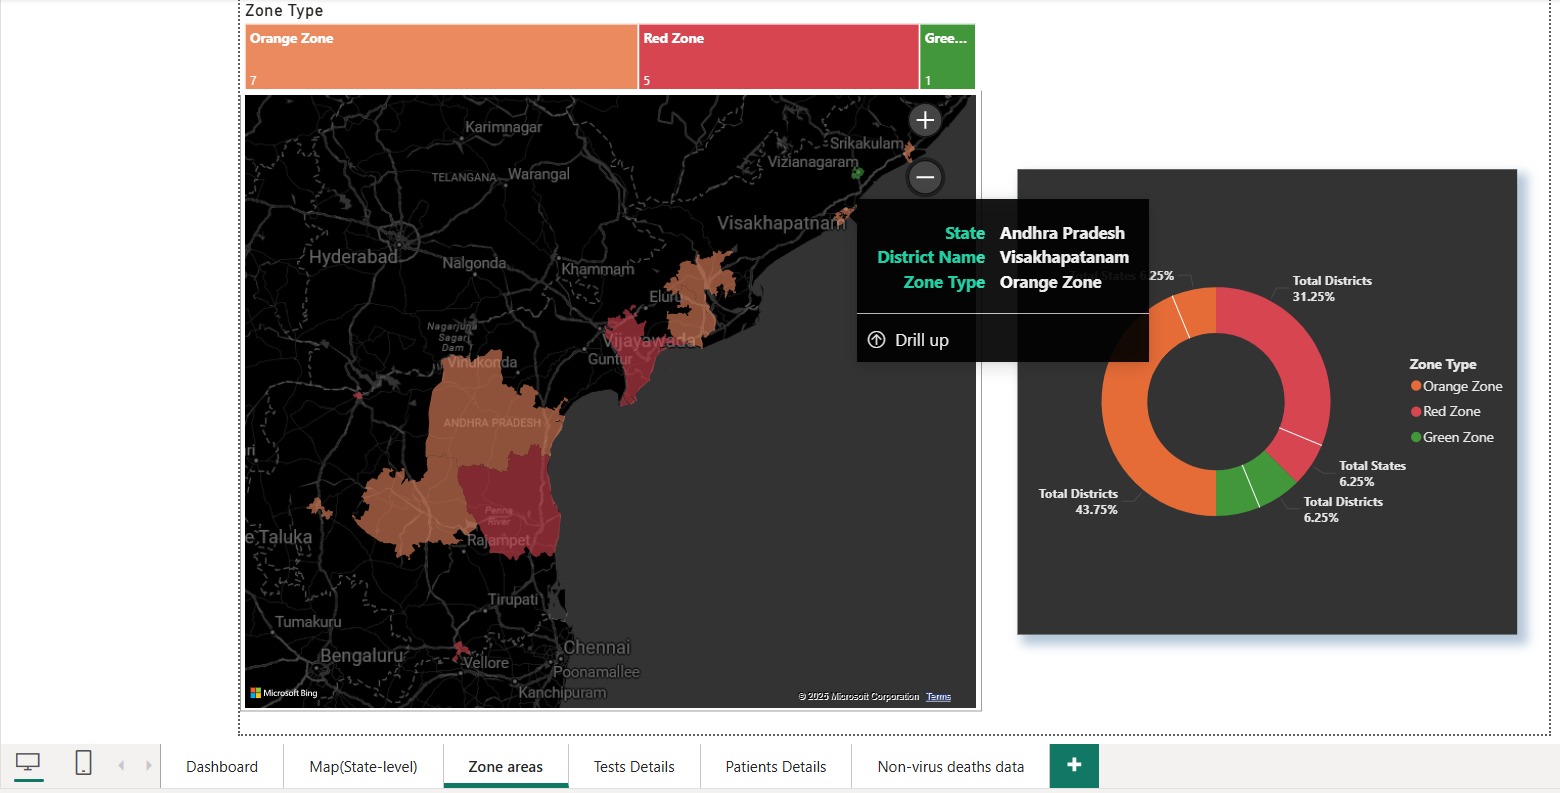 Zone Type
Orange Zone
7
Red Zone
5
Gree...
1
Karimnagar
Srikakulam
Vizianagaram
TELANGANA
Warangal
Visakhapatnam
Hyderabad
Nalgonda
Khammam
Eluru
Nagarjuna
Sagar
Dam
Vijayawada
Guntur
Vinukonda
ANDHRA PRADESH
Penna
River
e Taluka
Rajampet
Tirupati
Tumakuru
Bengaluru
Chennai
Vellore
Poonamallee
Kanchipuram
Microsoft Bing
© 2025 Microsoft Corporation
Terms
State Andhra Pradesh
District Name Visakhapatanam
Zone Type Orange Zone
Drill up
Total States 6.25%
Total Districts
31.25%
Total States
6.25%
Total Districts
6.25%
Total Districts
43.75%
Zone Type
Orange Zone
Red Zone
Green Zone
Dashboard
Map(State-level)
Zone areas
Tests Details
Patients Details
Non-virus deaths data